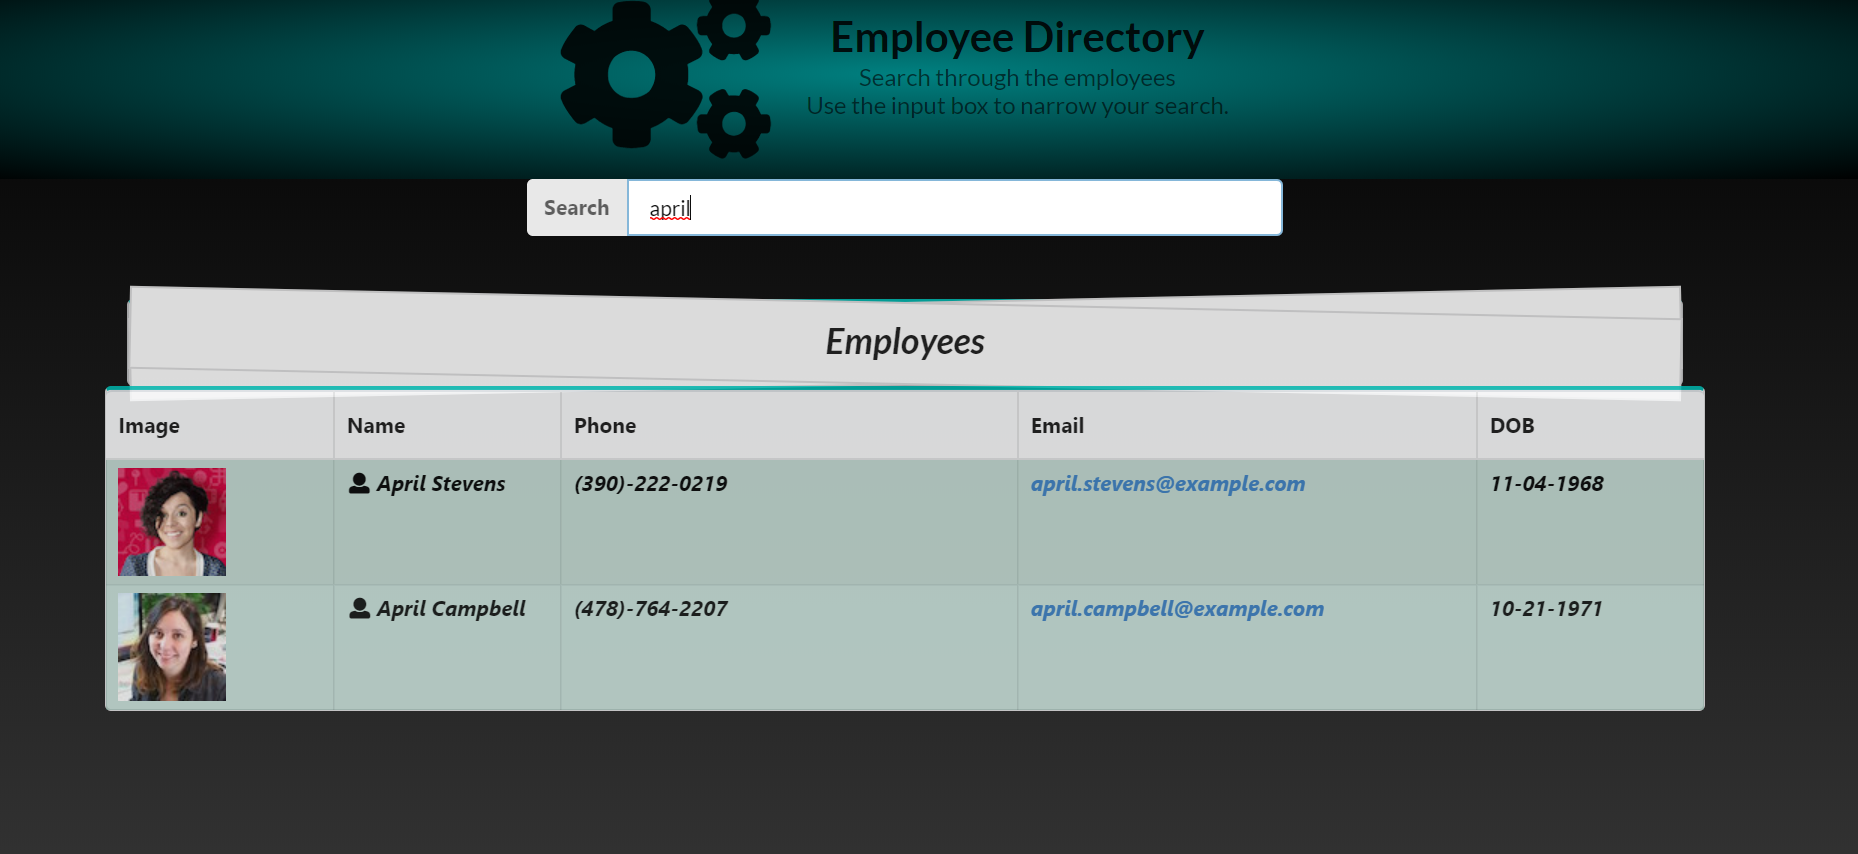 Employee Directory
Search through the employees
Use the input box to narrow your search.
Search april
Employees
Image Name Phone Email DOB
April Stevens (390)-222-0219 april.stevens@example.com 11-04-1968
April Campbell (478)-764-2207 april.campbell@example.com 10-21-1971